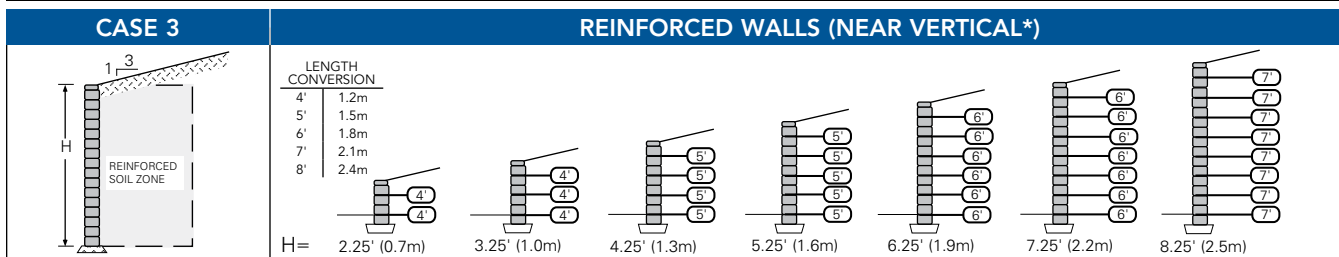 CASE 3
REINFORCED WALLS (NEAR VERTICAL*)
1 3
H
REINFORCED
SOIL ZONE
LENGTH
CONVERSION
4' 1.2m
5' 1.5m
6' 1.8m
7' 2.1m
8' 2.4m
4'
4'
4'
4'
4'
5'
5'
5'
5'
5'
5'
5'
5'
5'
6'
6'
6'
6'
6'
6'
6'
6'
6'
6'
6'
6'
6'
7'
7'
7'
7'
7'
7'
7'
7'
H= 2.25' (0.7m) 3.25' (1.0m) 4.25' (1.3m) 5.25' (1.6m) 6.25' (1.9m) 7.25' (2.2m) 8.25' (2.5m)